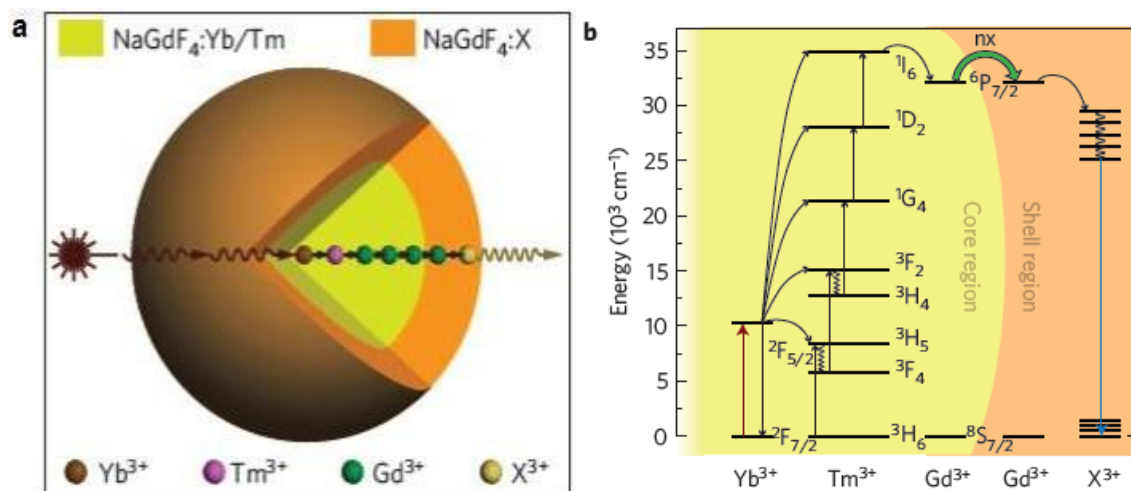 a
NaGdF₄:Yb/Tm
NaGdF₄:X
Yb³⁺
Tm³⁺
Gd³⁺
X³⁺
b
Energy (10³ cm⁻¹)
35
30
25
20
15
10
5
0
nx
¹I₆
⁶P₇/₂
¹D₂
¹G₄
³F₂
³H₄
³H₅
²F₅/₂
³F₄
²F₇/₂
³H₆
⁸S₇/₂
Core region
Shell region
Yb³⁺
Tm³⁺
Gd³⁺
Gd³⁺
X³⁺